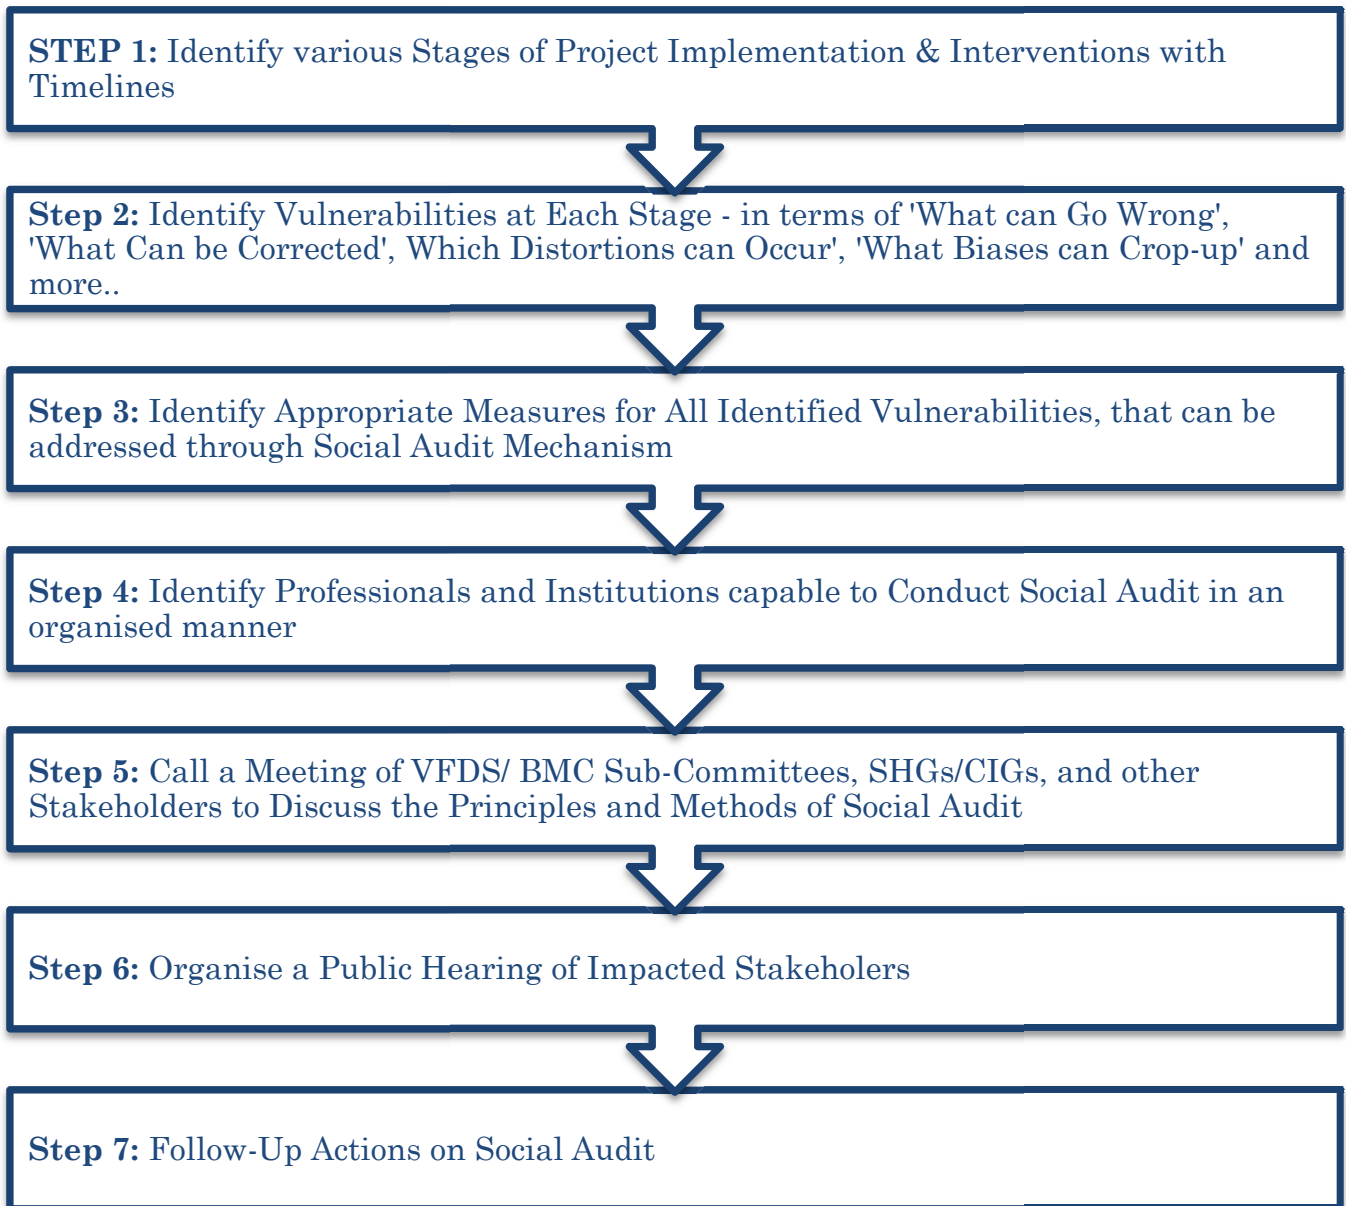 STEP 1: Identify various Stages of Project Implementation & Interventions with
Timelines
Step 2: Identify Vulnerabilities at Each Stage - in terms of 'What can Go Wrong',
'What Can be Corrected', Which Distortions can Occur', 'What Biases can Crop-up' and
more..
Step 3: Identify Appropriate Measures for All Identified Vulnerabilities, that can be
addressed through Social Audit Mechanism
Step 4: Identify Professionals and Institutions capable to Conduct Social Audit in an
organised manner
Step 5: Call a Meeting of VFDS/ BMC Sub-Committees, SHGs/CIGs, and other
Stakeholders to Discuss the Principles and Methods of Social Audit
Step 6: Organise a Public Hearing of Impacted Stakeholers
Step 7: Follow-Up Actions on Social Audit